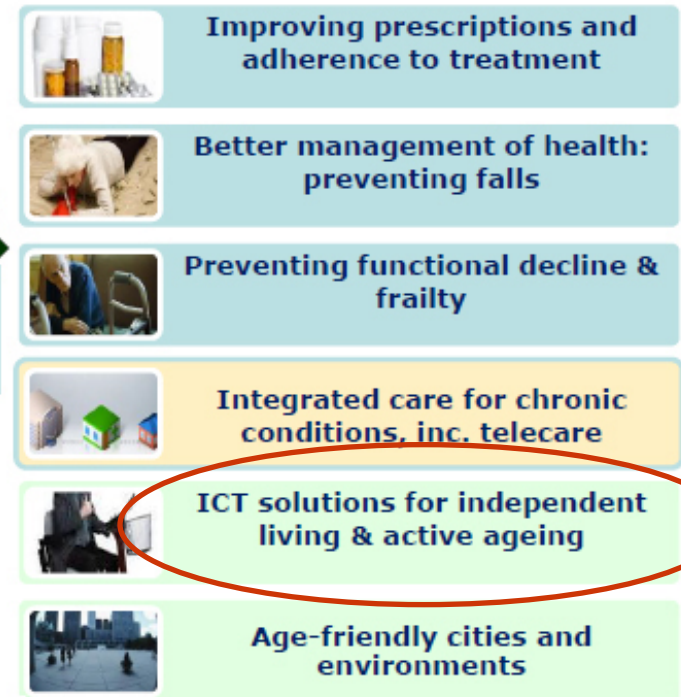 Improving prescriptions and
adherence to treatment
Better management of health:
preventing falls
Preventing functional decline &
frailty
Integrated care for chronic
conditions, inc. telecare
ICT solutions for independent
living & active ageing
Age-friendly cities and
environments